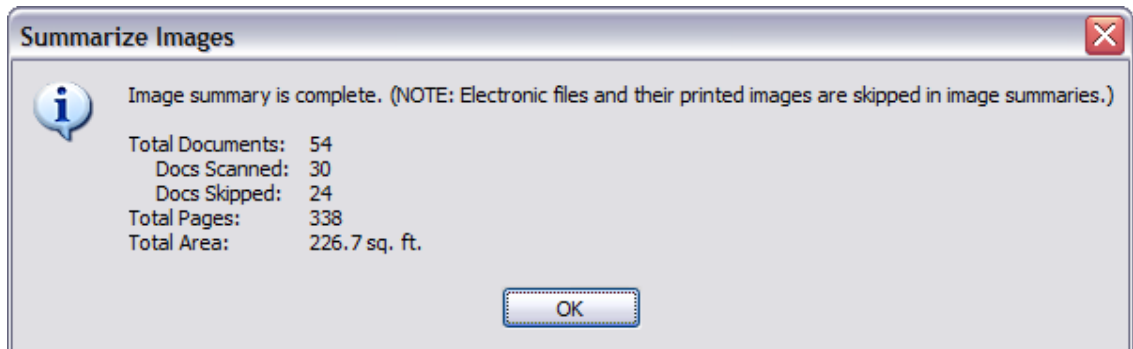 Summarize Images
Image summary is complete. (NOTE: Electronic files and their printed images are skipped in image summaries.)
Total Documents: 54
Docs Scanned: 30
Docs Skipped: 24
Total Pages: 338
Total Area: 226.7 sq. ft.
OK